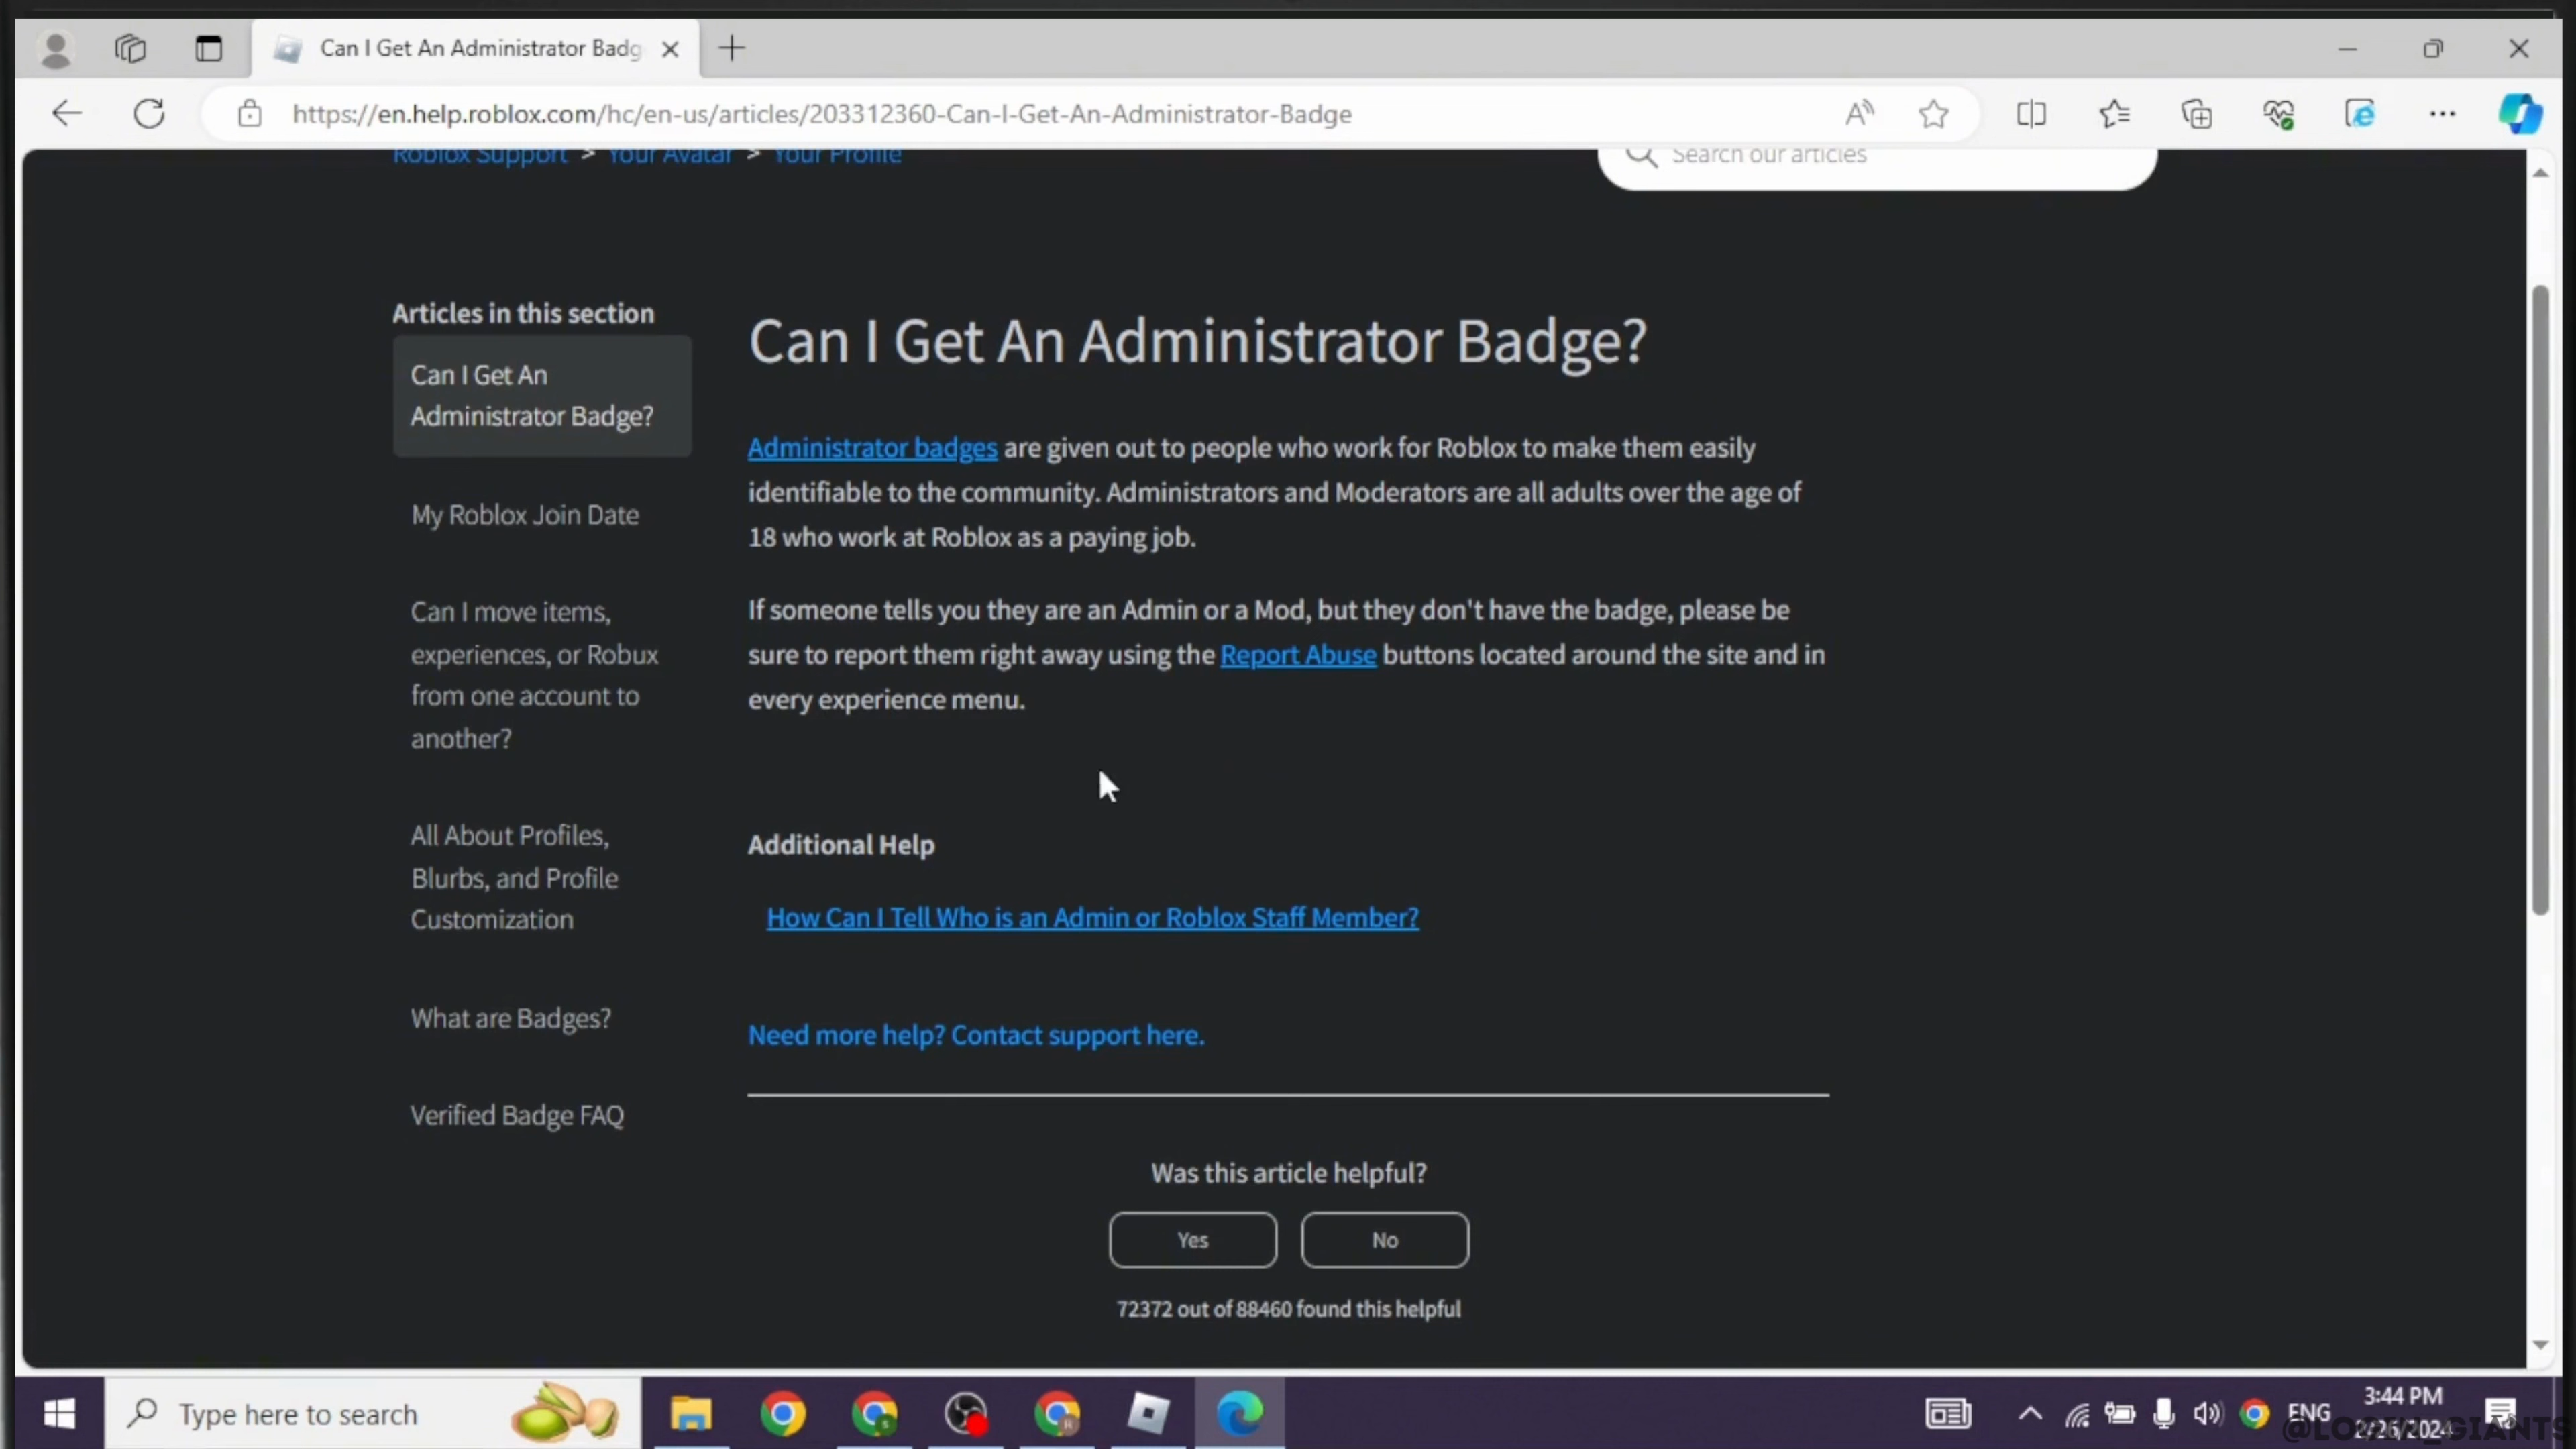 Can I Get An Administrator Badg
https://en.help.roblox.com/hc/en-us/articles/203312360-Can-I-Get-An-Administrator-Badge
Roblox Support > Your Avatar > Your Profile
Search our articles
Articles in this section
Can I Get An
Administrator Badge?
My Roblox Join Date
Can I move items,
experiences, or Robux
from one account to
another?
All About Profiles,
Blurbs, and Profile
Customization
What are Badges?
Verified Badge FAQ
Can I Get An Administrator Badge?
Administrator badges are given out to people who work for Roblox to make them easily
identifiable to the community. Administrators and Moderators are all adults over the age of
18 who work at Roblox as a paying job.
If someone tells you they are an Admin or a Mod, but they don't have the badge, please be
sure to report them right away using the Report Abuse buttons located around the site and in
every experience menu.
Additional Help
How Can I Tell Who is an Admin or Roblox Staff Member?
Need more help? Contact support here.
Was this article helpful?
Yes No
72372 out of 88460 found this helpful
Type here to search
ENG
3:44 PM
2/26/2024